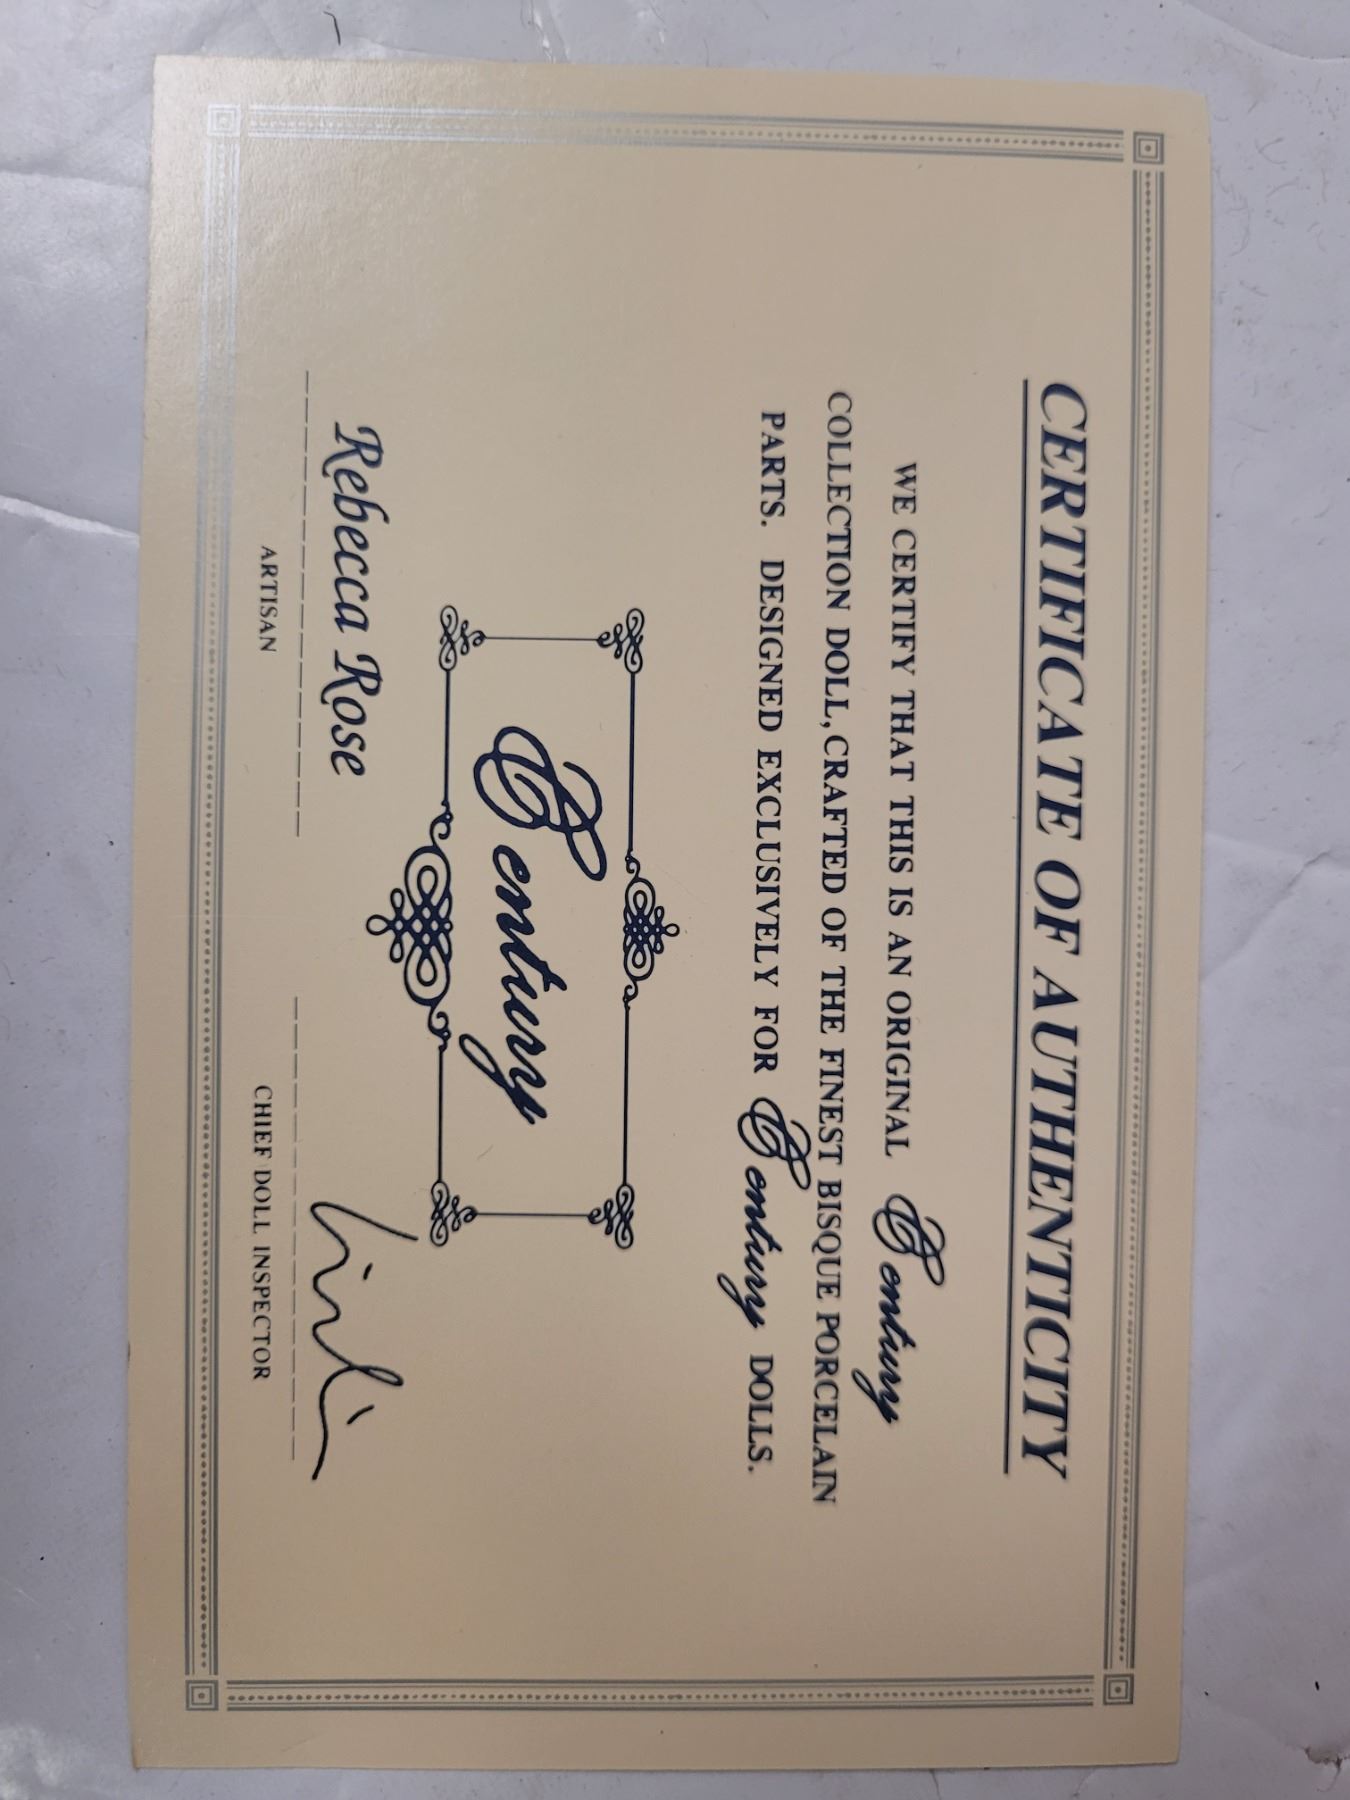 CERTIFICATE OF AUTHENTICITY
WE CERTIFY THAT THIS IS AN ORIGINAL Century
COLLECTION DOLL, CRAFTED OF THE FINEST BISQUE PORCELAIN
PARTS. DESIGNED EXCLUSIVELY FOR Century DOLLS.
Century
Rebecca Rose
ARTISAN
CHIEF DOLL INSPECTOR